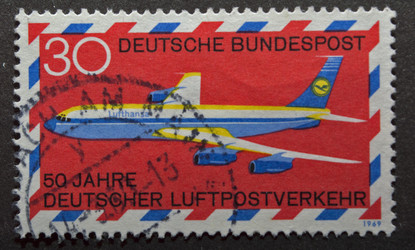 30 DEUTSCHE BUNDESPOST
Lufthansa
50 JAHRE
DEUTSCHER LUFTPOSTVERKEHR
1969